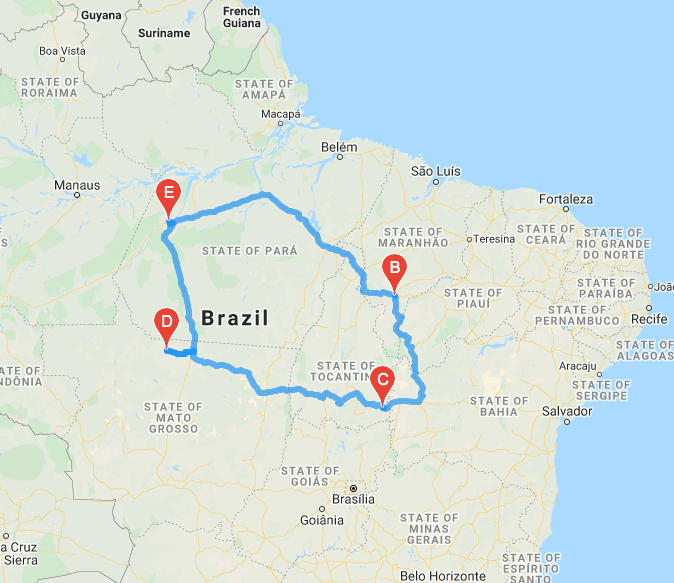 French
Guiana
Guyana
Suriname
Boa Vista
STATE OF
RORAIMA
STATE OF
AMAPÁ
Macapá
Belém
São Luís
Manaus
E
Fortaleza
STATE OF
MARANHÃO
Teresina
STATE OF
CEARÁ
STATE OF
RIO GRANDE
DO NORTE
STATE OF PARÁ
B
STATE OF
PIAUÍ
STATE OF
PARAÍBA
João
STATE OF
PERNAMBUCO
Recife
D
Brazil
STATE OF
ALAGOAS
TATE OF
NDÔNIA
STATE OF
TOCANTIN
C
Aracaju
STATE OF
SERGIPE
STATE OF
MATO
GROSSO
STATE OF
BAHIA
Salvador
STATE OF
GOIÁS
Brasília
Goiânia
STATE OF
MINAS
GERAIS
a Cruz
Sierra
STATE OF
ESPÍRITO
SANTO
Belo Horizonte